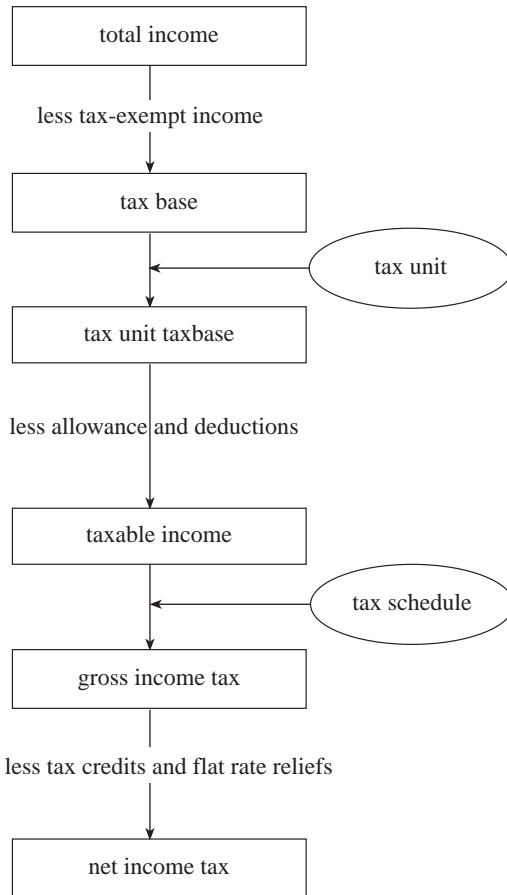 total income
less tax-exempt income
tax base
tax unit
tax unit taxbase
less allowance and deductions
taxable income
tax schedule
gross income tax
less tax credits and flat rate reliefs
net income tax